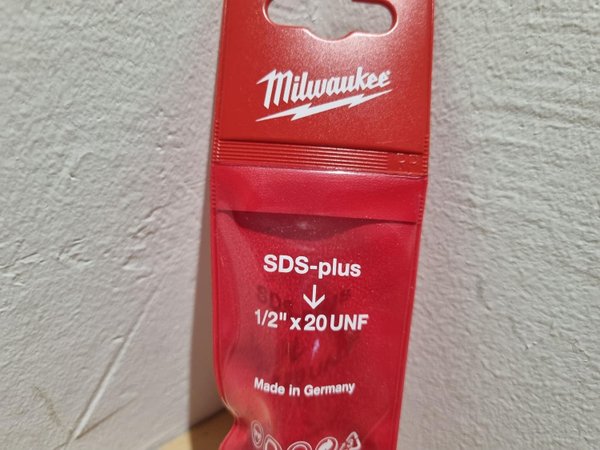 Milwaukee
SDS-plus
1/2" x 20 UNF
Made in Germany